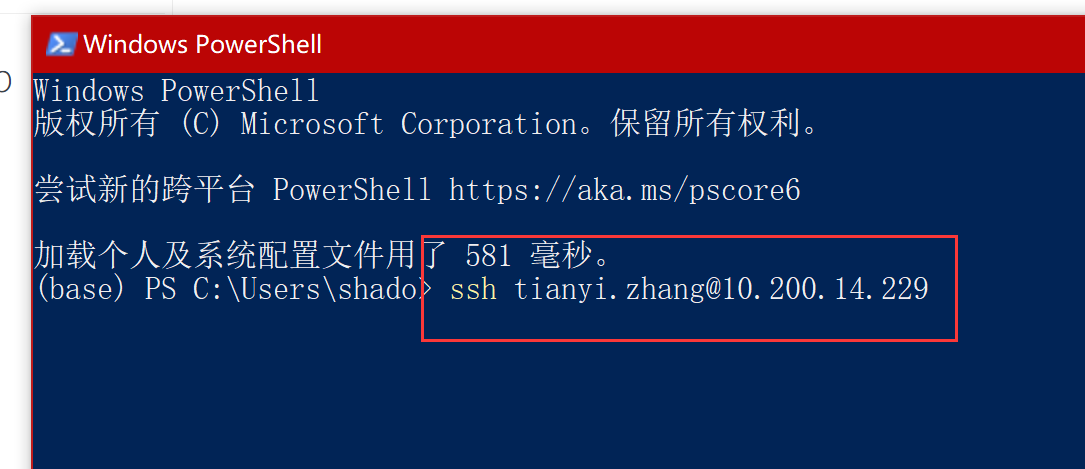 Windows PowerShell
Windows PowerShell
版权所有 (C) Microsoft Corporation。保留所有权利。
尝试新的跨平台 PowerShell https://aka.ms/pscore6
加载个人及系统配置文件用了 581 毫秒。
(base) PS C:\Users\shado> ssh tianyi.zhang@10.200.14.229